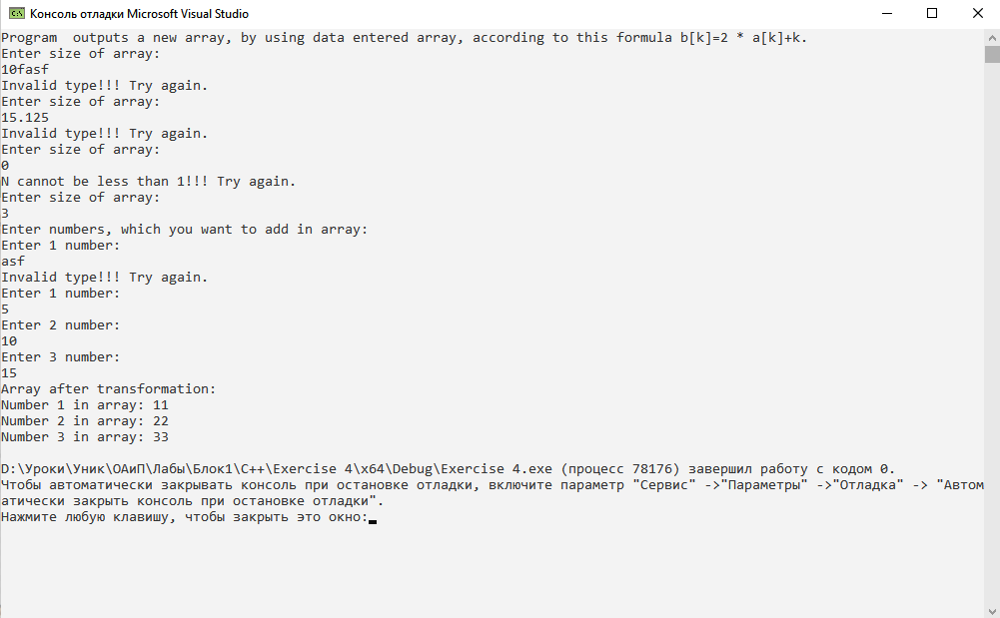 Консоль отладки Microsoft Visual Studio
Program  outputs a new array, by using data entered array, according to this formula b[k]=2 * a[k]+k.
Enter size of array:
10fasf
Invalid type!!! Try again.
Enter size of array:
15.125
Invalid type!!! Try again.
Enter size of array:
0
N cannot be less than 1!!! Try again.
Enter size of array:
3
Enter numbers, which you want to add in array:
Enter 1 number:
asf
Invalid type!!! Try again.
Enter 1 number:
5
Enter 2 number:
10
Enter 3 number:
15
Array after transformation:
Number 1 in array: 11
Number 2 in array: 22
Number 3 in array: 33
D:\Уроки\Уник\ОАиП\Лабы\Блок1\C++\Exercise 4\x64\Debug\Exercise 4.exe (процесс 78176) завершил работу с кодом 0.
Чтобы автоматически закрывать консоль при остановке отладки, включите параметр "Сервис" ->"Параметры" ->"Отладка" -> "Автом
атически закрыть консоль при остановке отладки".
Нажмите любую клавишу, чтобы закрыть это окно: